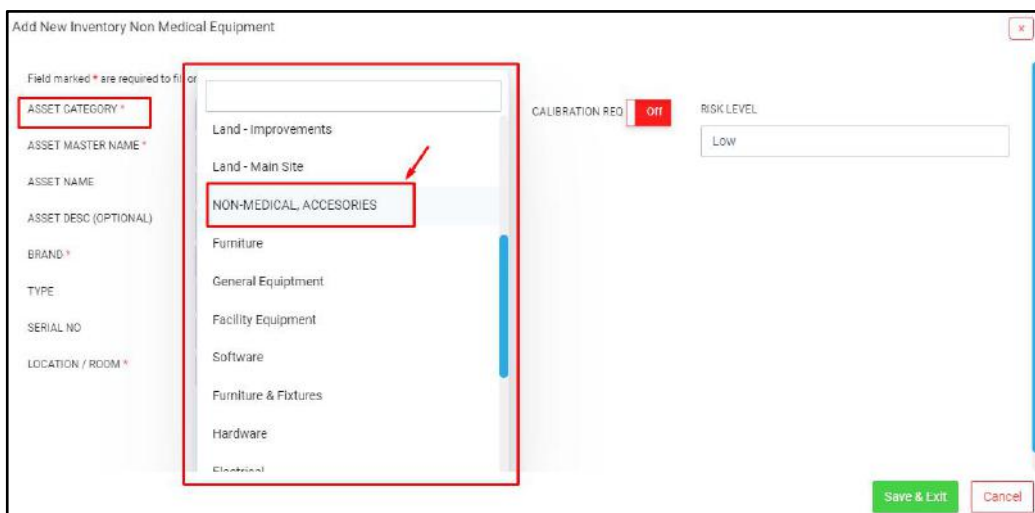 Add New Inventory Non Medical Equipment
x
Field marked * are required to fill or
ASSET CATEGORY *
ASSET MASTER NAME *
ASSET NAME
ASSET DESC (OPTIONAL)
BRAND *
TYPE
SERIAL NO
LOCATION / ROOM *
Land - Improvements
Land - Main Site
NON-MEDICAL, ACCESORIES
Furniture
General Equiptment
Facility Equipment
Software
Furniture & Fixtures
Hardware
Electrical
CALIBRATION REQ
Off
RISK LEVEL
Low
Save & Exit
Cancel